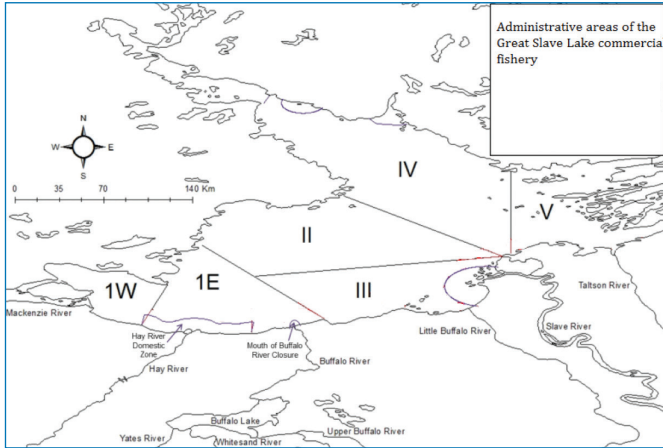 Administrative areas of the
Great Slave Lake commercia
fishery
N
W
E
S
0
35
70
140 Km
IV
V
II
1W
1E
III
Mackenzie River
Hay River
Domestic
Zone
Mouth of Buffalo
River Closure
Hay River
Buffalo River
Little Buffalo River
Taltson River
Slave River
Buffalo Lake
Yates River
Whitesand River
Upper Buffalo River